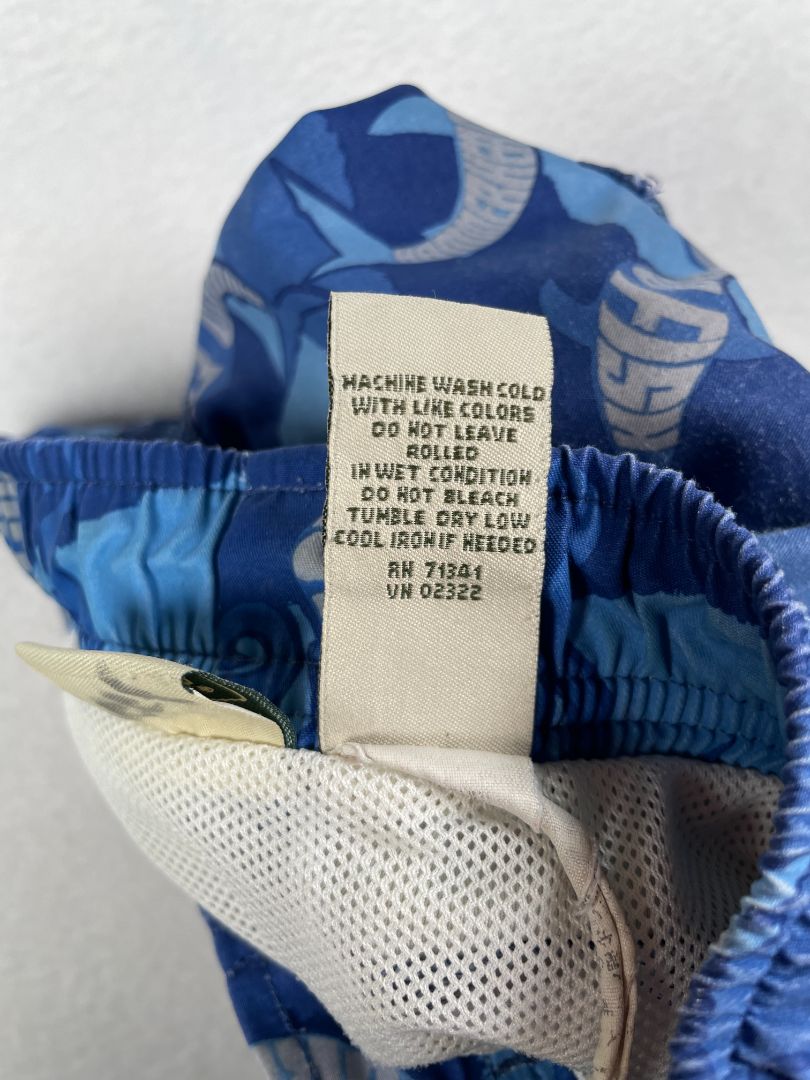 MACHINE WASH COLD
WITH LIKE COLORS
DO NOT LEAVE
ROLLED
IN WET CONDITION
DO NOT BLEACH
TUMBLE DRY LOW
COOL IRON IF NEEDED
RN 71341
VN 02322